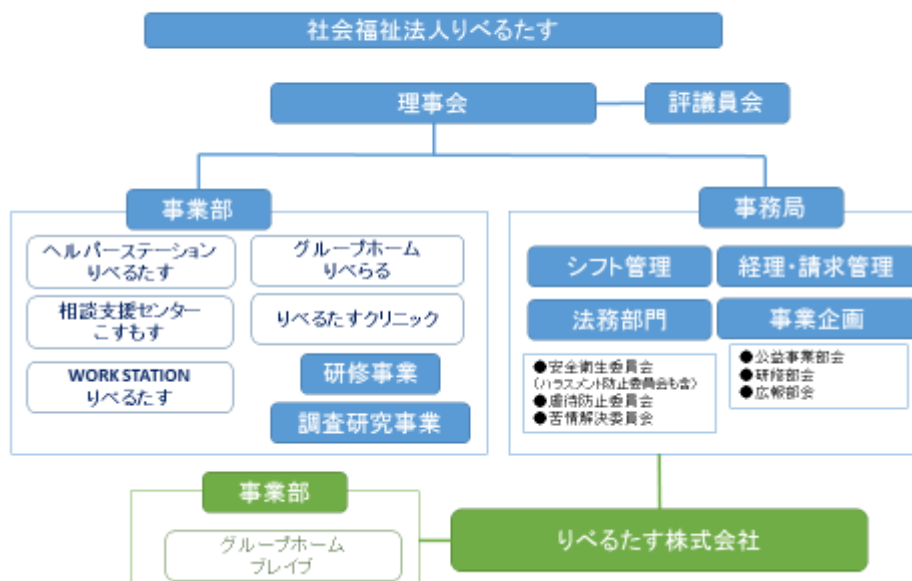 社会福祉法人りべるたす
理事会
評議員会
事業部
ヘルパーステーション
りべるたす
グループホーム
りべらる
相談支援センター
こすもす
りべるたすクリニック
WORK STATION
りべるたす
研修事業
調査研究事業
事務局
シフト管理
経理・請求管理
法務部門
事業企画
●安全衛生委員会
(ハラスメント防止委員会も含)
●虐待防止委員会
●苦情解決委員会
●公益事業部会
●研修部会
●広報部会
事業部
グループホーム
ブレイブ
りべるたす株式会社